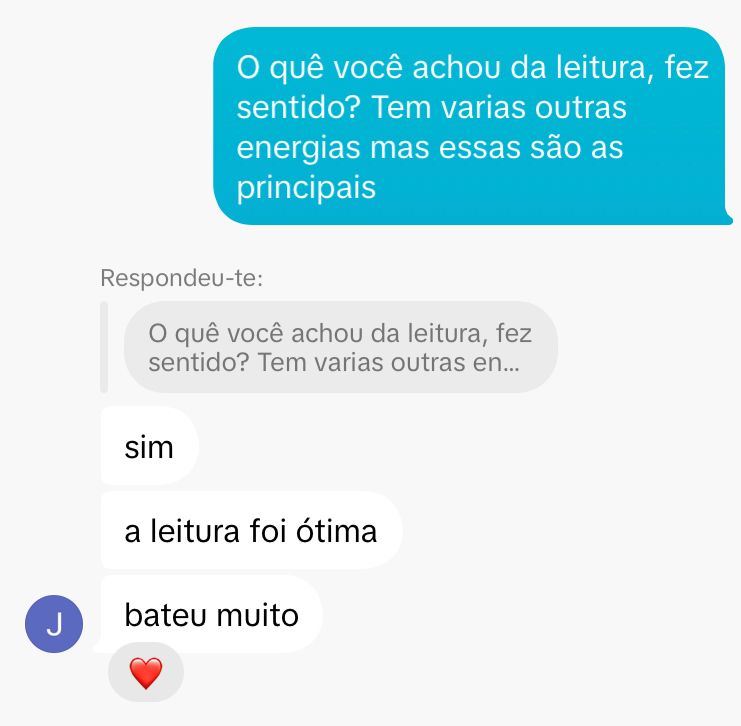 O quê você achou da leitura, fez
sentido? Tem varias outras
energias mas essas são as
principais
Respondeu-te:
O quê você achou da leitura, fez
sentido? Tem varias outras en...
sim
a leitura foi ótima
bateu muito
J